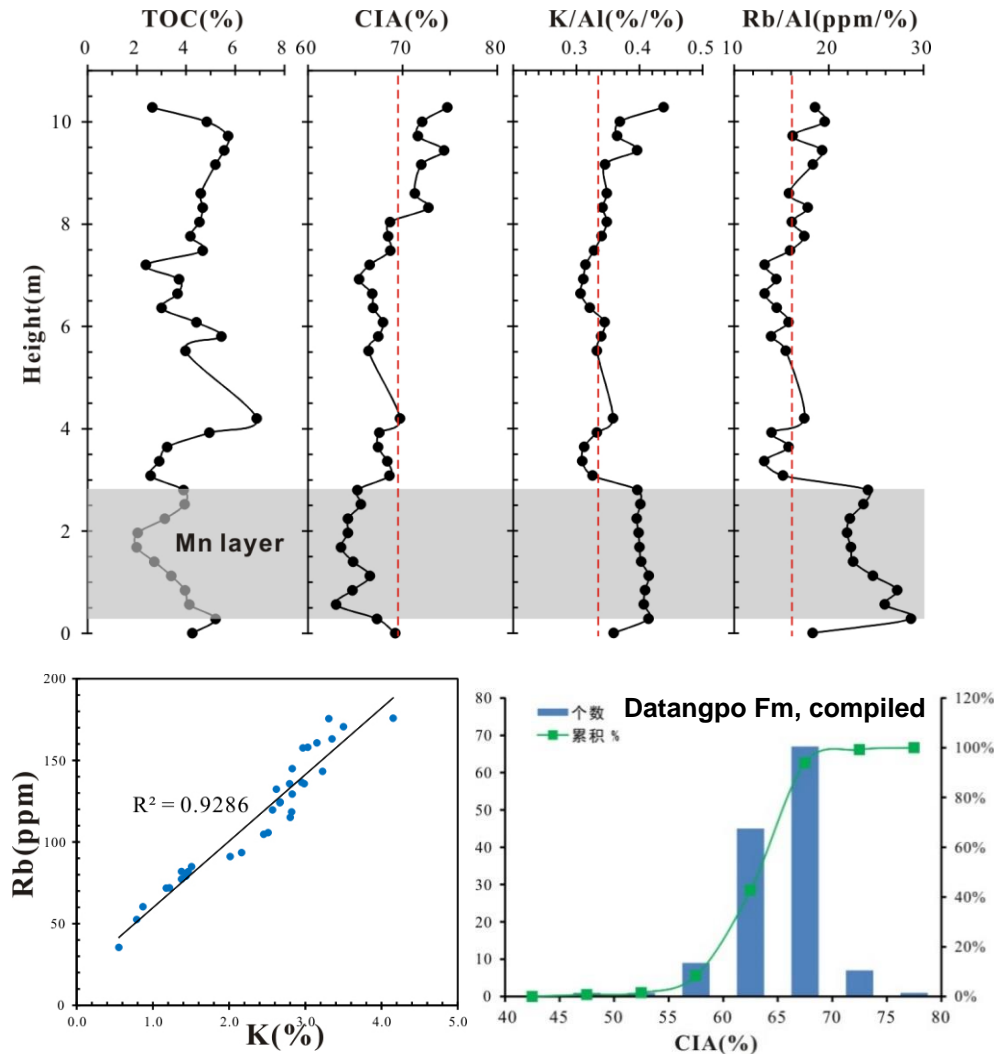 TOC(%) CIA(%) K/Al(%/%) Rb/Al(ppm/%)
0 2 4 6 8 60 70 80 0.3 0.4 0.5 10 20 30
Height(m)
10
8
6
4
2
0
Mn layer
200
150
100
50
0
Rb(ppm)
R² = 0.9286
0.0 1.0 2.0 3.0 4.0 5.0
K(%)
Datangpo Fm, compiled
个数
累积 %
80
70
60
50
40
30
20
10
0
120%
100%
80%
60%
40%
20%
0%
40 45 50 55 60 65 70 75 80
CIA(%)